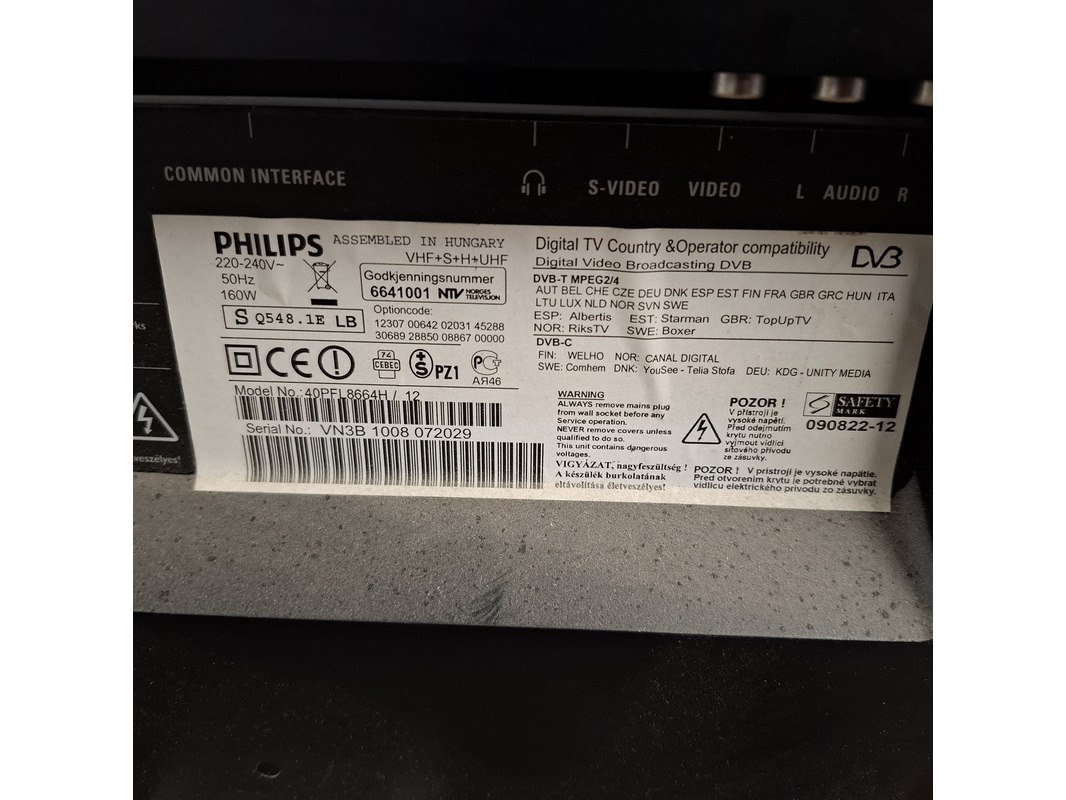 COMMON INTERFACE
S-VIDEO VIDEO L AUDIO R
PHILIPS ASSEMBLED IN HUNGARY
VHF+S+H+UHF
220-240V~
50Hz
160W
Godkjenningsnummer
6641001 NTV NORGES TELEVISJON
S Q548.1E LB
Optioncode:
12307 00642 02031 45288
30689 28850 08867 00000
CE 74 CEBEC +S PZ1 PC
АЯ46
Model No.:40PFL8664H / 12
Serial No.: VN3B 1008 072029
Digital TV Country &Operator compatibility DVB
Digital Video Broadcasting DVB
DVB-T MPEG2/4
AUT BEL CHE CZE DEU DNK ESP EST FIN FRA GBR GRC HUN ITA
LTU LUX NLD NOR SVN SWE
ESP: Albertis EST: Starman GBR: TopUpTV
NOR: RiksTV SWE: Boxer
DVB-C
FIN: WELHO NOR: CANAL DIGITAL
SWE: Comhem DNK: YouSee - Telia Stofa DEU: KDG - UNITY MEDIA
WARNING
ALWAYS remove mains plug
from wall socket before any
Service operation.
NEVER remove covers unless
qualified to do so.
This unit contains dangerous
voltages.
VIGYÁZAT, nagyfeszültség !
A készülék burkolatának
eltávolítása életveszélyes!
POZOR !
V přístroji je
vysoké napětí.
Před odejmutím
krytu nutno
vyjmout vidlici
síťového přívodu
ze zásuvky.
S SAFETY
MARK
090822-12
POZOR ! V prístroji je vysoké napätie.
Pred otvorením krytu je potrebné vybrat
vidlicu elektrického prívodu zo zásuvky.
veszélyes!